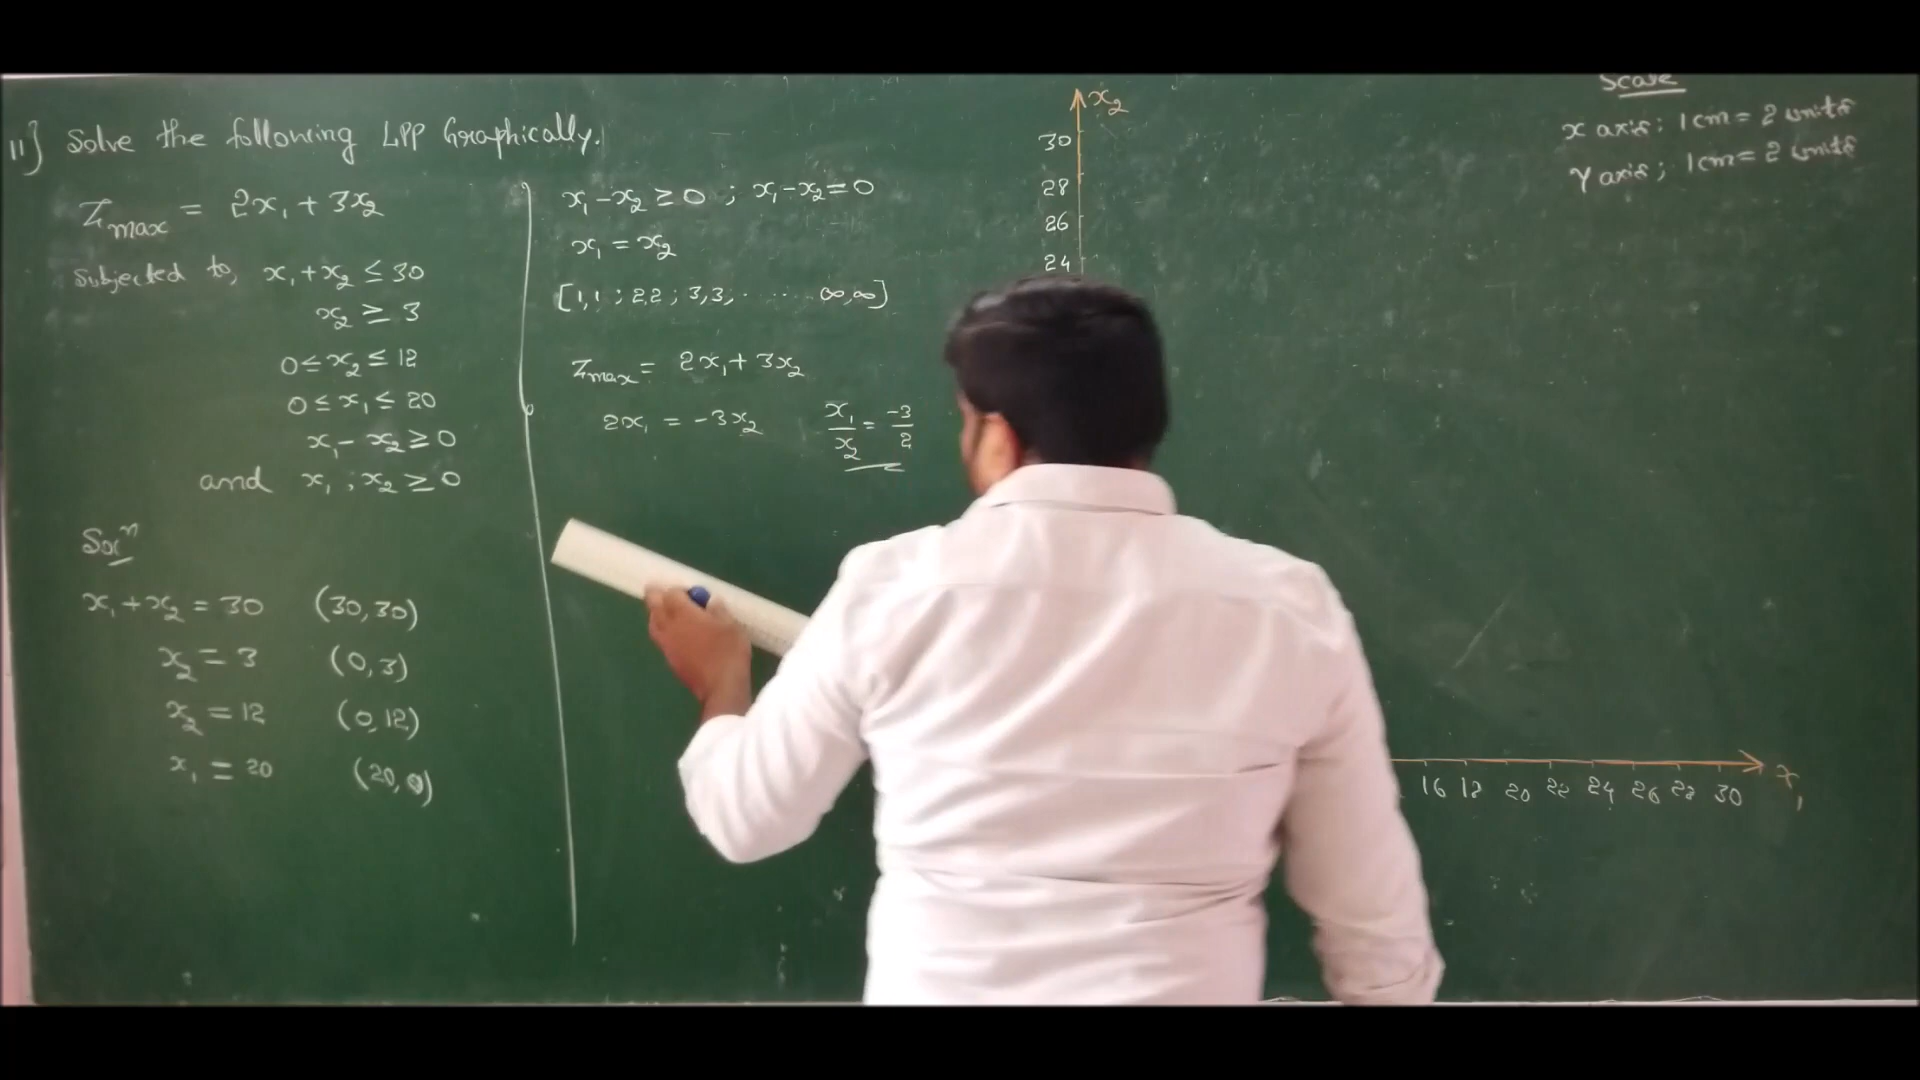 11] Solve the following LPP Graphically.
Zmax = 2x₁ + 3x₂
Subjected to, x₁ + x₂ ≤ 30
x₂ ≥ 3
0 ≤ x₂ ≤ 12
0 ≤ x₁ ≤ 20
x₁ - x₂ ≥ 0
and x₁ , x₂ ≥ 0
Solⁿ
x₁ + x₂ = 30 (30,30)
x₂ = 3 (0,3)
x₂ = 12 (0,12)
x₁ = 20 (20,0)
x₁ - x₂ ≥ 0 ; x₁ - x₂ = 0
x₁ = x₂
[1,1 ; 2,2 ; 3,3, ...... ∞,∞]
Zmax = 2x₁ + 3x₂
2x₁ = -3x₂ x₁/x₂ = -3/2
x₂
30
28
26
24
16 18 20 22 24 26 28 30 x₁
Scale
x axis : 1cm = 2 units
Y axis ; 1cm = 2 units